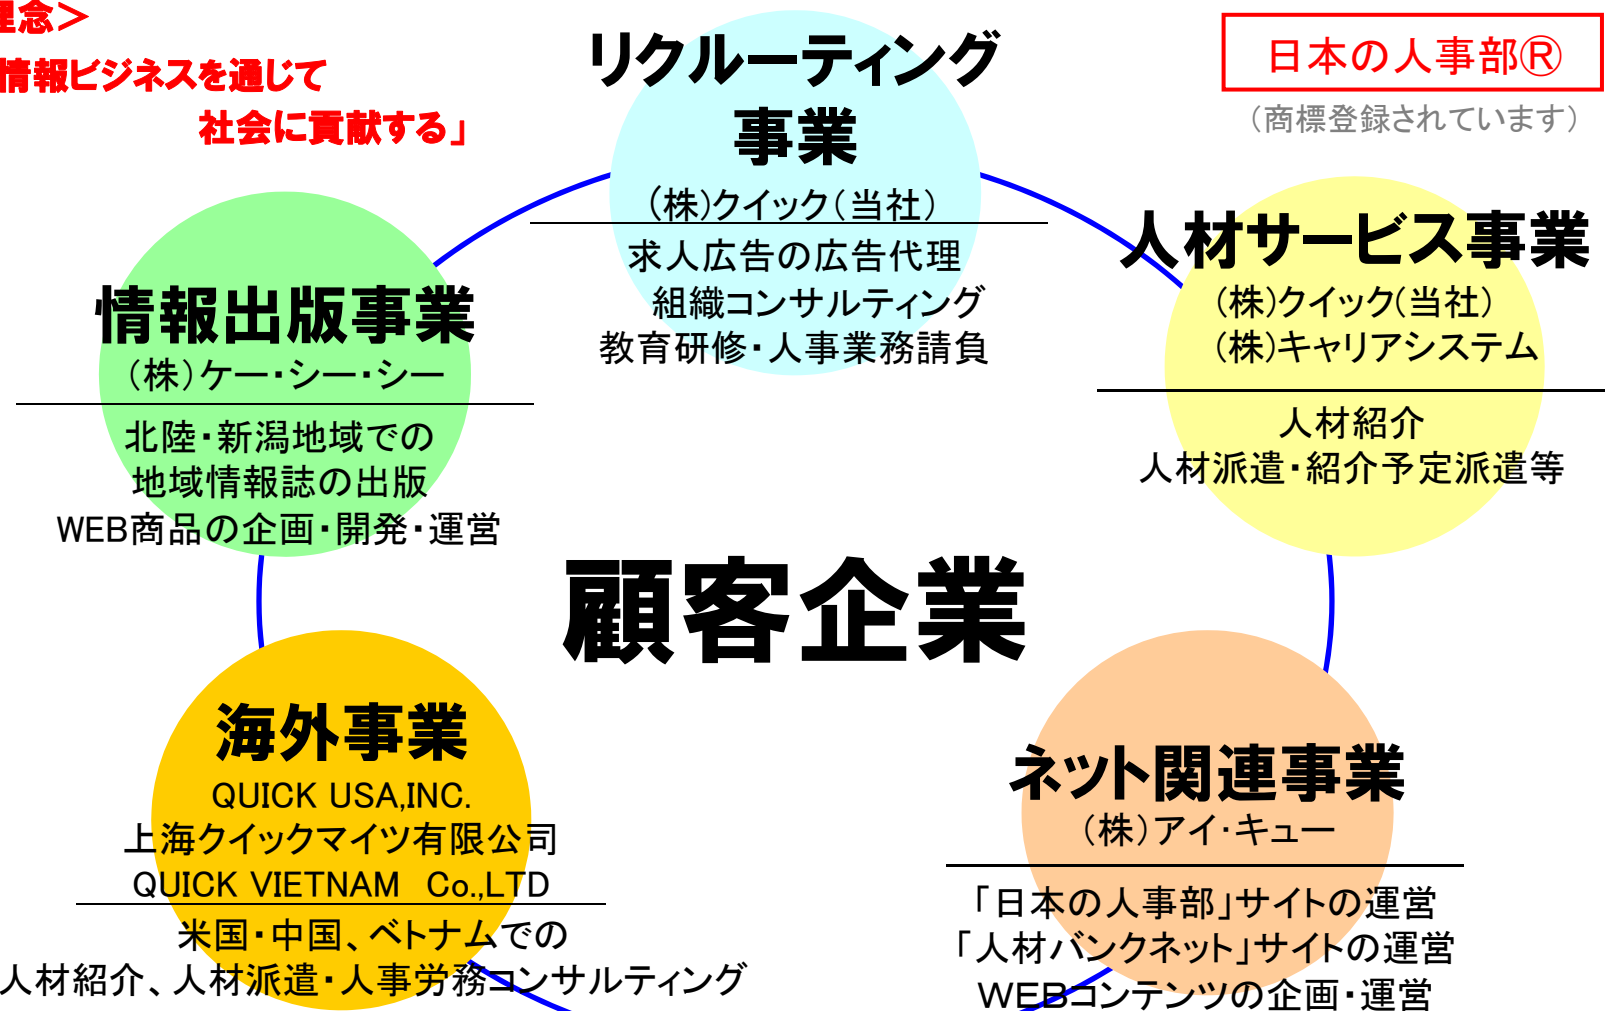 理念＞
情報ビジネスを通じて
社会に貢献する」
日本の人事部Ⓡ
（商標登録されています）
リクルーティング
事業
（株）クイック（当社）
求人広告の広告代理
組織コンサルティング
教育研修・人事業務請負
人材サービス事業
（株）クイック（当社）
（株）キャリアシステム
人材紹介
人材派遣・紹介予定派遣等
情報出版事業
（株）ケー・シー・シー
北陸・新潟地域での
地域情報誌の出版
WEB商品の企画・開発・運営
顧客企業
海外事業
QUICK USA,INC.
上海クイックマイツ有限公司
QUICK VIETNAM　Co.,LTD
米国・中国、ベトナムでの
人材紹介、人材派遣・人事労務コンサルティング
ネット関連事業
（株）アイ・キュー
「日本の人事部」サイトの運営
「人材バンクネット」サイトの運営
WEBコンテンツの企画・運営